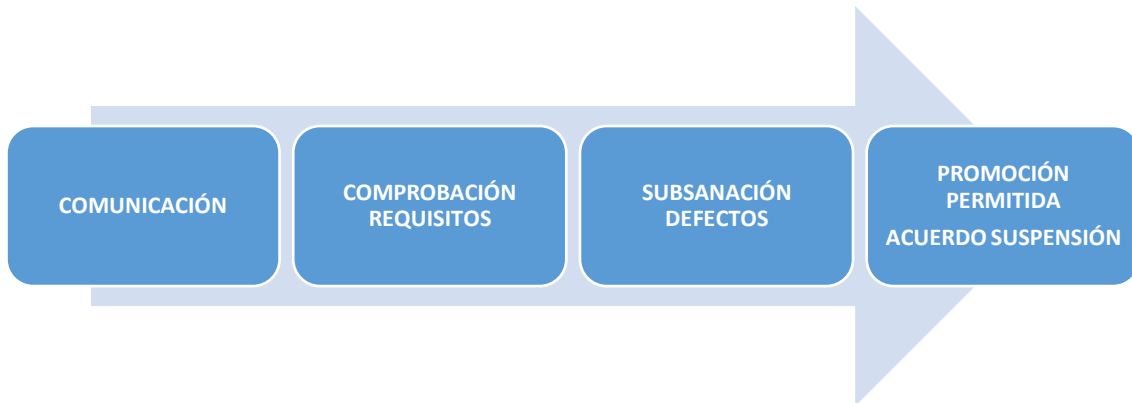 COMUNICACIÓN
COMPROBACIÓN
REQUISITOS
SUBSANACIÓN
DEFECTOS
PROMOCIÓN
PERMITIDA
ACUERDO SUSPENSIÓN